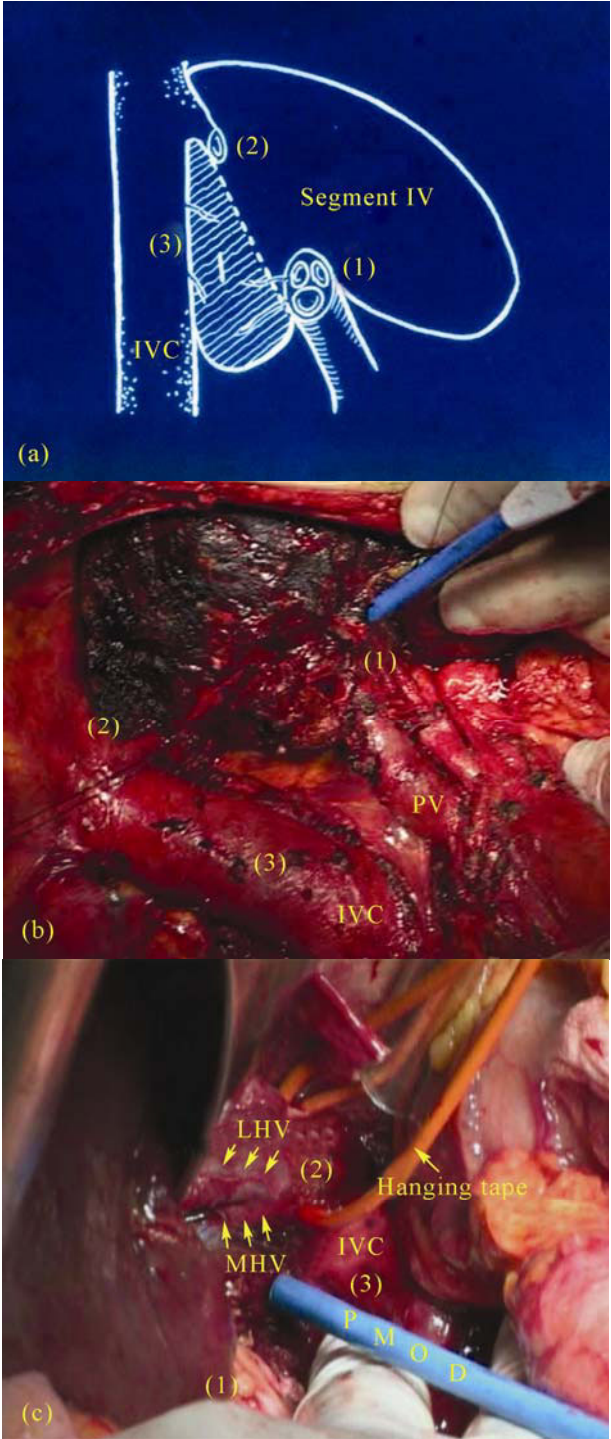 (2)
Segment IV
(1)
(3)
I
IVC
(a)
(1)
(2)
PV
(3)
IVC
(b)
LHV
(2)
Hanging tape
IVC
MHV
(3)
P
M
O
D
(1)
(c)